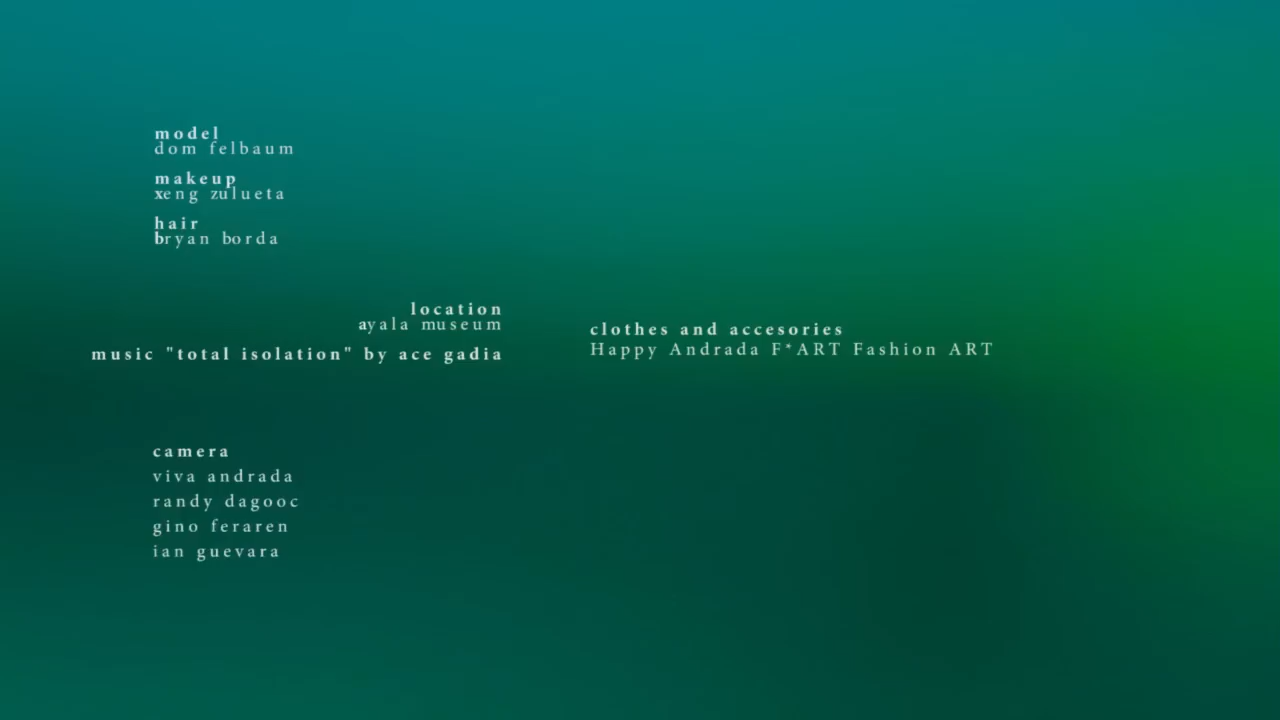 model
dom felbaum
makeup
xeng zulueta
hair
bryan borda
location
ayala museum
music "total isolation" by ace gadia
clothes and accesories
Happy Andrada F*ART Fashion ART
camera
viva andrada
randy dagooc
gino feraren
ian guevara